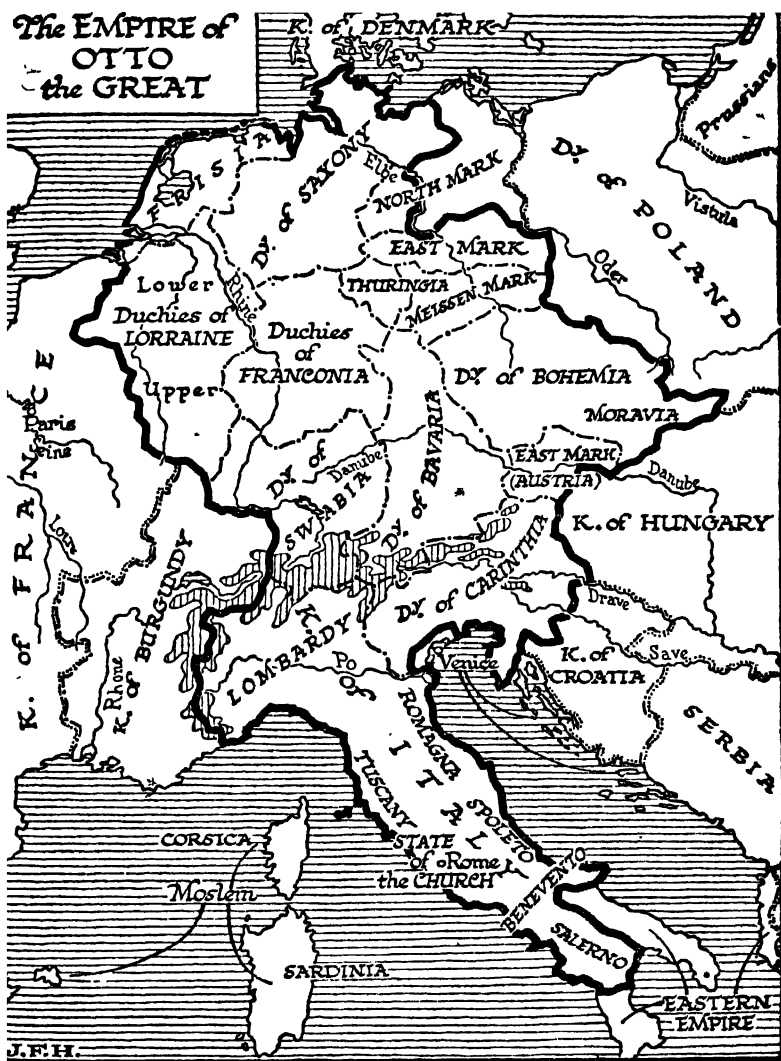 The EMPIRE of
OTTO
the GREAT
K. of DENMARK
Prussians
FRISIA
Dy. of SAXONY
Elbe
NORTH MARK
Dy. of POLAND
Vistula
EAST MARK
Oder
Lower
Duchies of
LORRAINE
Upper
Rhine
THURINGIA
MEISSEN MARK
Duchies
of
FRANCONIA
Dy. of BOHEMIA
MORAVIA
K. of FRANCE
Paris
Loire
Dy. of SWABIA
Danube
Dy. of BAVARIA
EAST MARK
(AUSTRIA)
Danube
K. of HUNGARY
K. of BURGUNDY
Rhone
Dy. of CARINTHIA
Drave
Save
K. of
CROATIA
SERBIA
K. of ITALY
LOMBARDY
Po
Venice
ROMAGNA
TUSCANY
SPOLETO
STATE
of Rome
the CHURCH
BENEVENTO
SALERNO
CORSICA
Moslem
SARDINIA
EASTERN
EMPIRE
J.F.H.